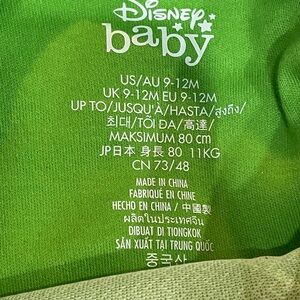 Disney
baby
US/AU 9-12M
UK 9-12M EU 9-12M
UP TO/JUSQU'À/HASTA/สูงถึง/
최대/TỐI ĐA/高達/
MAKSIMUM 80 cm
JP日本 身長 80 11KG
CN 73/48
MADE IN CHINA
FABRIQUÉ EN CHINE
HECHO EN CHINA / 中國製
ผลิตในประเทศจีน
DIBUAT DI TIONGKOK
SẢN XUẤT TẠI TRUNG QUỐC
중국산